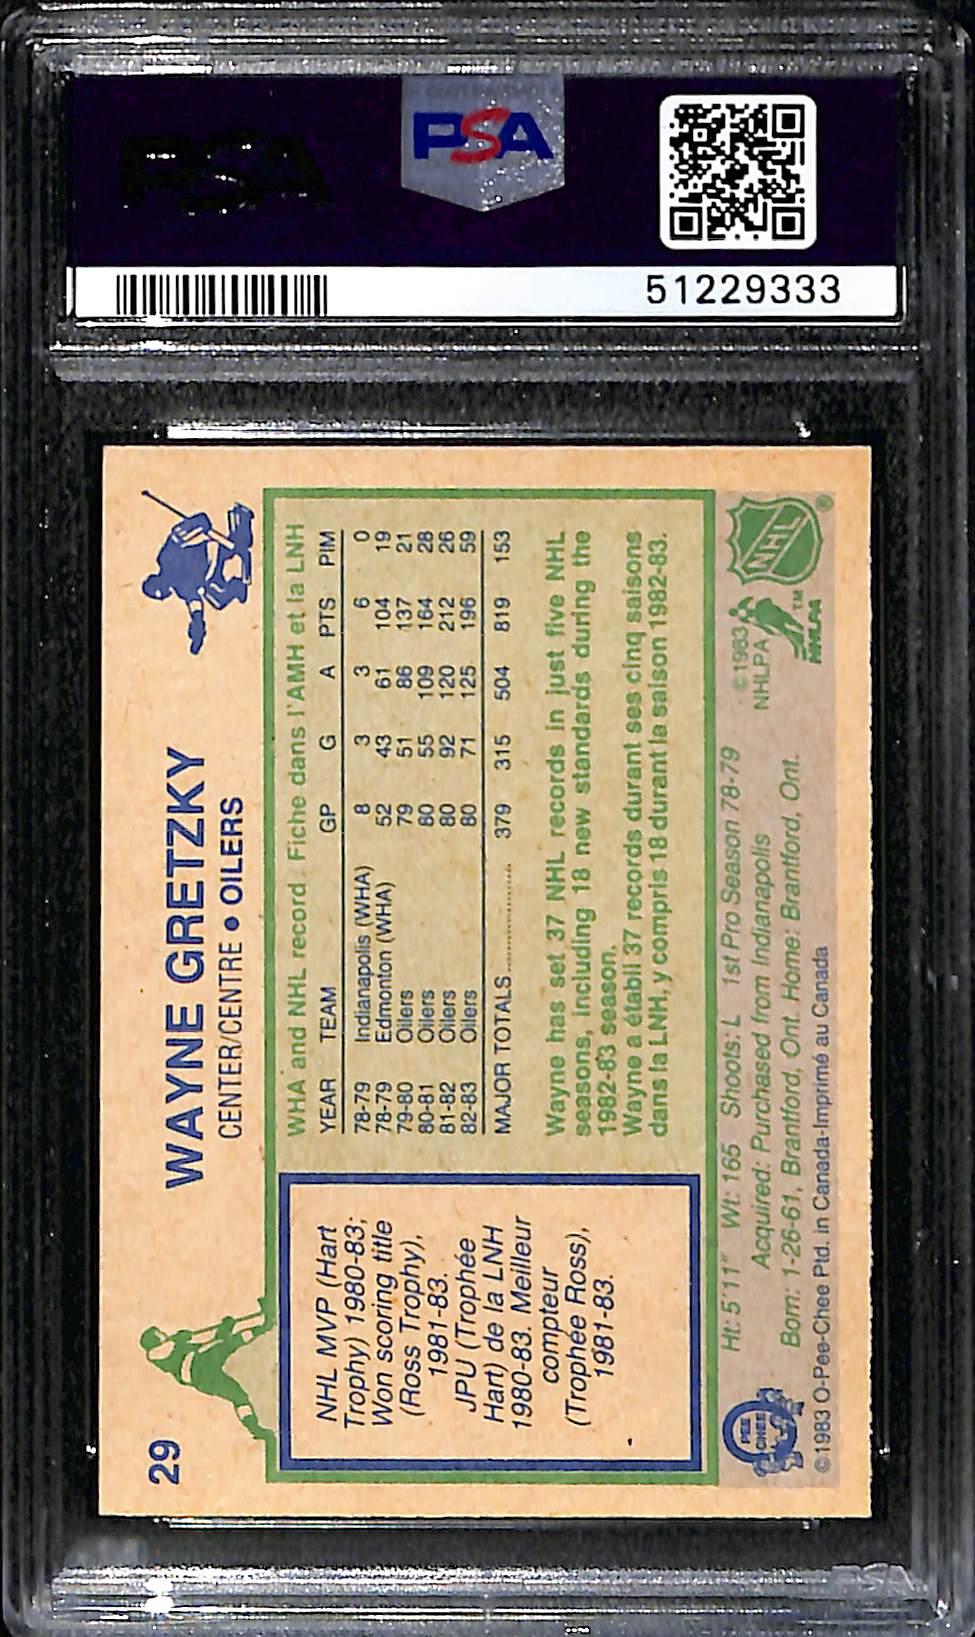 PSA
PSA
51229333
29
WAYNE GRETZKY
CENTER/CENTRE • OILERS
NHL MVP (Hart
Trophy) 1980-83;
Won scoring title
(Ross Trophy),
1981-83.
JPU (Trophée
Hart) de la LNH
1980-83. Meilleur
compteur
(Trophée Ross),
1981-83.
WHA and NHL record. Fiche dans l'AMH et la LNH
YEAR TEAM GP G A PTS PIM
78-79 Indianapolis (WHA) 8 3 3 6 0
78-79 Edmonton (WHA) 52 43 61 104 19
79-80 Oilers 79 51 86 137 21
80-81 Oilers 80 55 109 164 28
81-82 Oilers 80 92 120 212 26
82-83 Oilers 80 71 125 196 59
MAJOR TOTALS.................. 379 315 504 819 153
Wayne has set 37 NHL records in just five NHL
seasons, including 18 new standards during the
1982-83 season.
Wayne a établi 37 records durant ses cinq saisons
dans la LNH, y compris 18 durant la saison 1982-83.
Ht: 5'11" Wt: 165 Shoots: L 1st Pro Season 78-79
Acquired: Purchased from Indianapolis
Born: 1-26-61, Brantford, Ont. Home: Brantford, Ont.
©1983 O-Pee-Chee Ptd. in Canada-Imprimé au Canada
O
PEE
CHEE
©1983
NHLPA
NHLPA™
NHL®
PSA